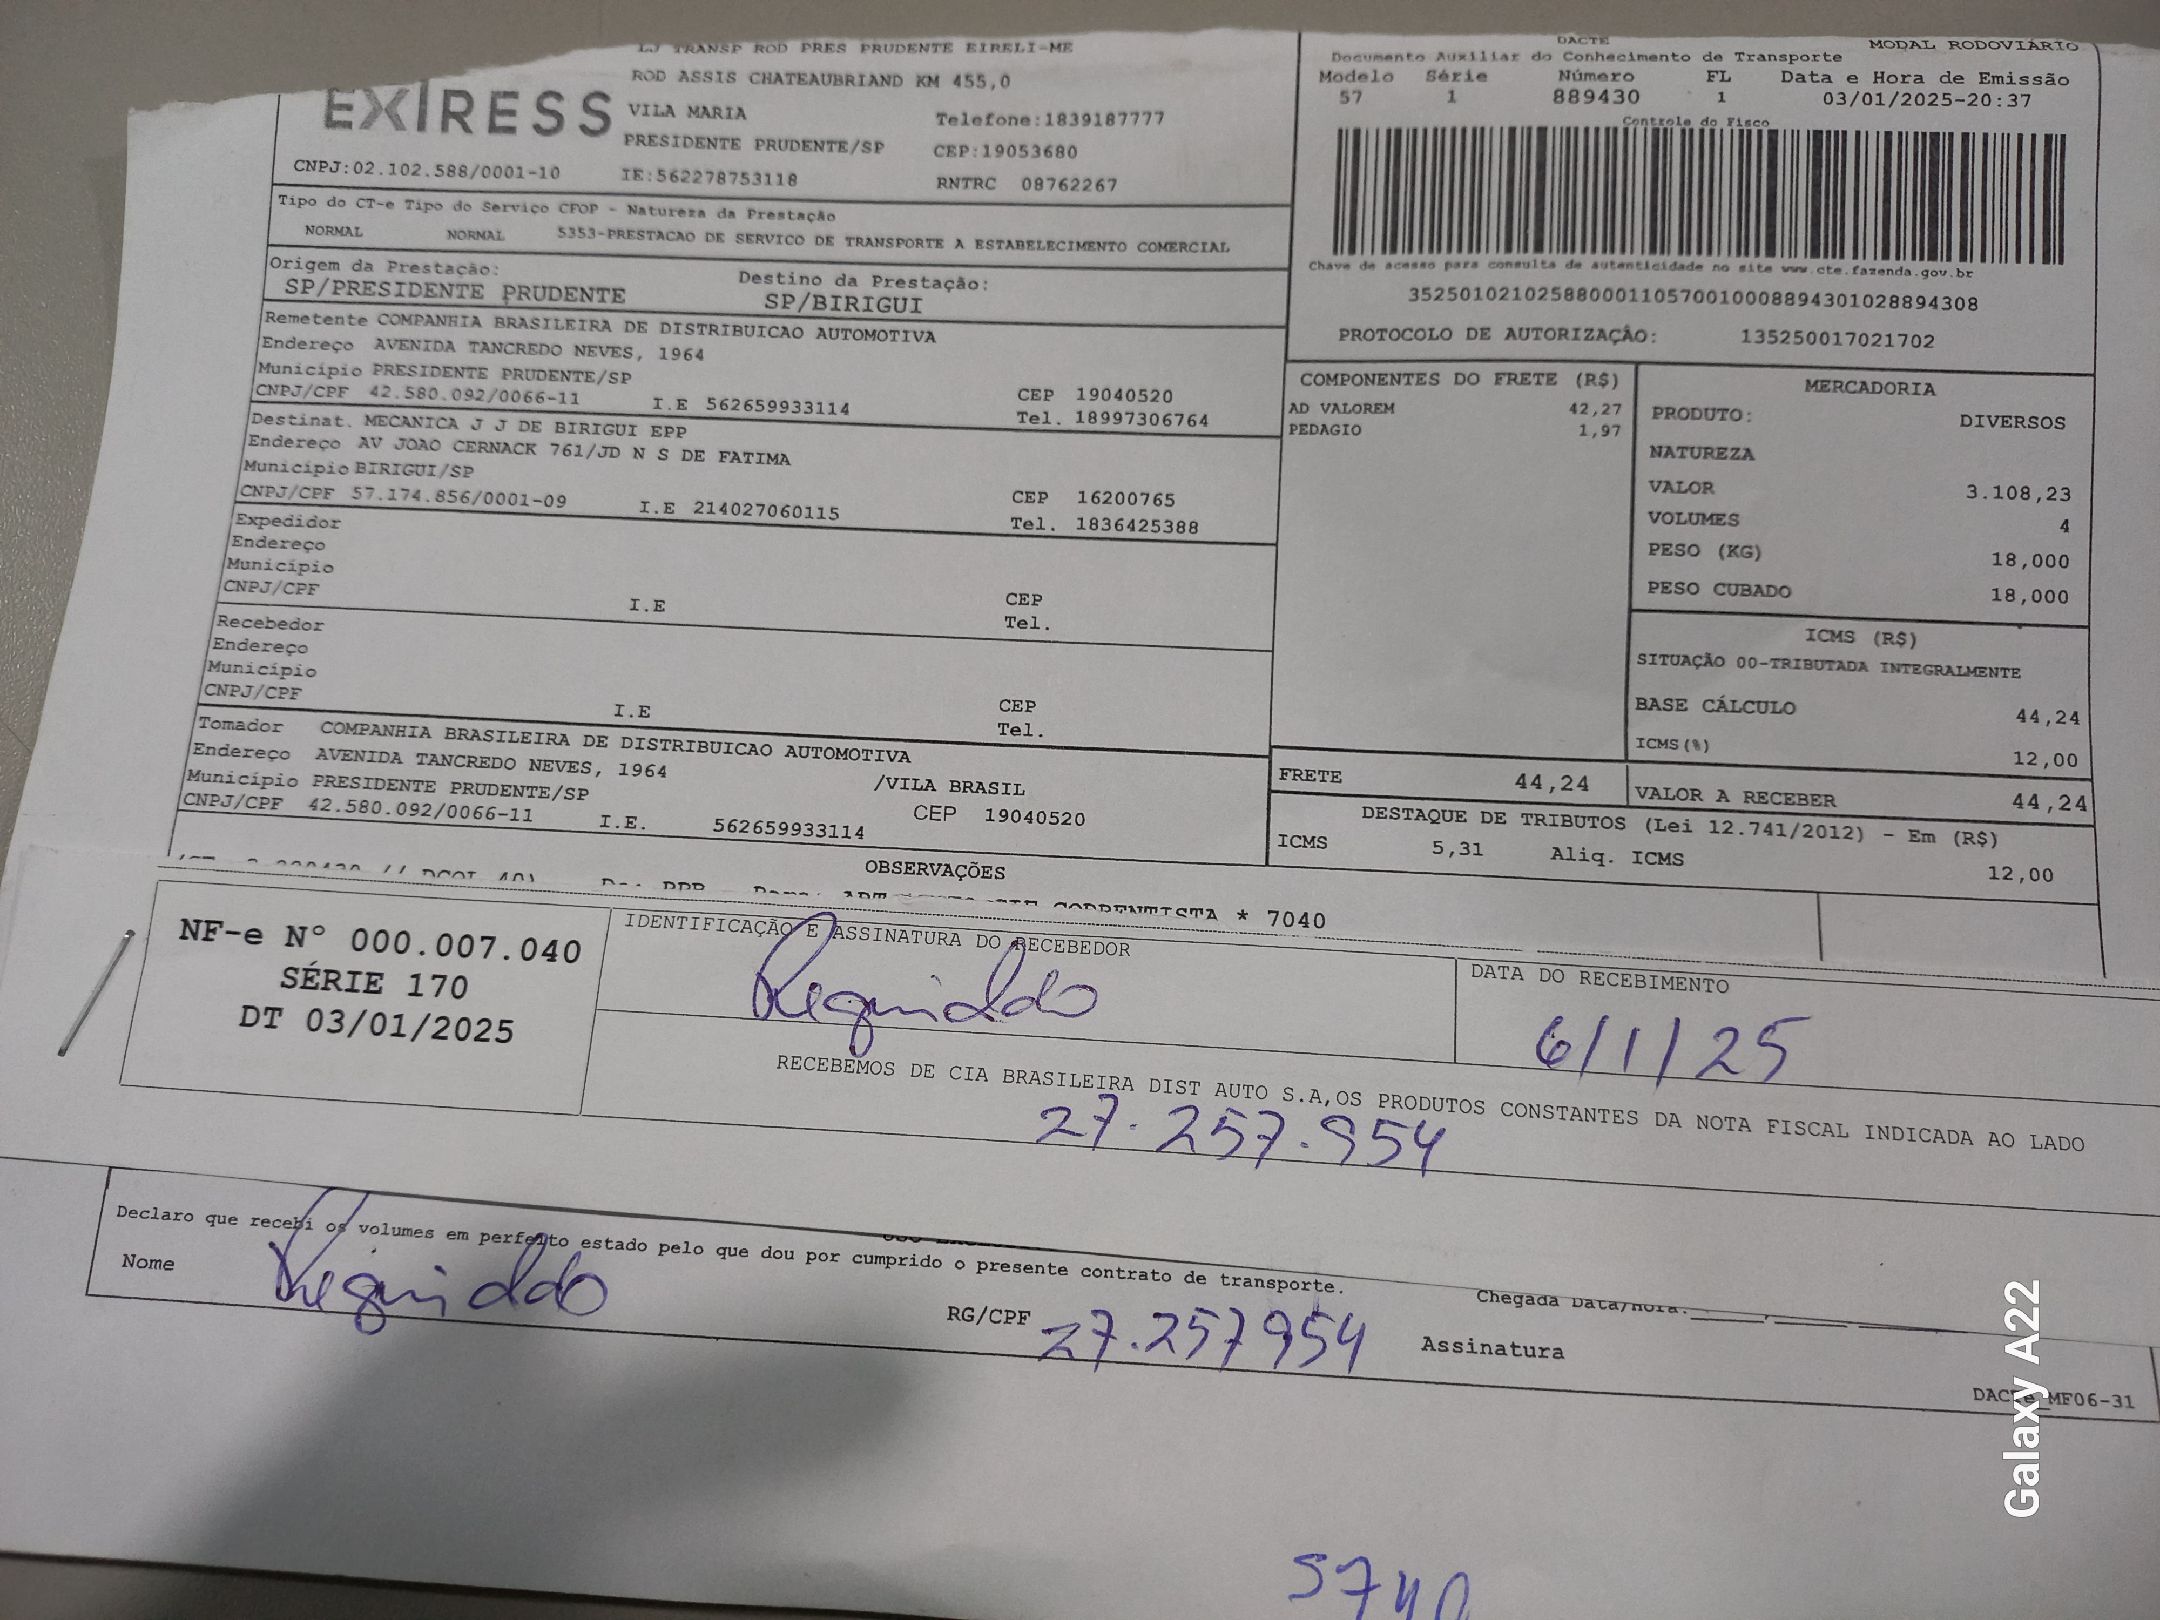 LJ TRANSP ROD PRES PRUDENTE EIRELI-ME
ROD ASSIS CHATEAUBRIAND KM 455,0
EXPRESS
VILA MARIA
Telefone:1839187777
PRESIDENTE PRUDENTE/SP
CEP:19053680
CNPJ:02.102.588/0001-10
IE:562278753118
RNTRC 08762267
DACTE
MODAL RODOVIÁRIO
Documento Auxiliar do Conhecimento de Transporte
Modelo Série Número FL Data e Hora de Emissão
57 1 889430 1 03/01/2025-20:37
Controle do Fisco
Chave de acesso para consulta de autenticidade no site www.cte.fazenda.gov.br
35250102102588000110570010008894301028894308
PROTOCOLO DE AUTORIZAÇÃO: 135250017021702
Tipo do CT-e Tipo do Serviço CFOP - Natureza da Prestação
NORMAL NORMAL 5353-PRESTACAO DE SERVICO DE TRANSPORTE A ESTABELECIMENTO COMERCIAL
Origem da Prestação: Destino da Prestação:
SP/PRESIDENTE PRUDENTE SP/BIRIGUI
Remetente COMPANHIA BRASILEIRA DE DISTRIBUICAO AUTOMOTIVA
Endereço AVENIDA TANCREDO NEVES, 1964
Município PRESIDENTE PRUDENTE/SP CEP 19040520
CNPJ/CPF 42.580.092/0066-11 I.E 562659933114 Tel. 18997306764
Destinat. MECANICA J J DE BIRIGUI EPP
Endereço AV JOAO CERNACK 761/JD N S DE FATIMA
Município BIRIGUI/SP CEP 16200765
CNPJ/CPF 57.174.856/0001-09 I.E 214027060115 Tel. 1836425388
Expedidor
Endereço
Município CEP
CNPJ/CPF I.E Tel.
Recebedor
Endereço
Município CEP
CNPJ/CPF I.E Tel.
Tomador COMPANHIA BRASILEIRA DE DISTRIBUICAO AUTOMOTIVA
Endereço AVENIDA TANCREDO NEVES, 1964 /VILA BRASIL
Município PRESIDENTE PRUDENTE/SP CEP 19040520
CNPJ/CPF 42.580.092/0066-11 I.E. 562659933114
COMPONENTES DO FRETE (R$)
AD VALOREM 42,27
PEDAGIO 1,97
MERCADORIA
PRODUTO: DIVERSOS
NATUREZA
VALOR 3.108,23
VOLUMES 4
PESO (KG) 18,000
PESO CUBADO 18,000
ICMS (R$)
SITUAÇÃO 00-TRIBUTADA INTEGRALMENTE
BASE CÁLCULO 44,24
ICMS(%) 12,00
FRETE 44,24 VALOR A RECEBER 44,24
DESTAQUE DE TRIBUTOS (Lei 12.741/2012) - Em (R$)
ICMS 5,31 Aliq. ICMS 12,00
OBSERVAÇÕES
CORRENTISTA * 7040
NF-e N° 000.007.040
SÉRIE 170
DT 03/01/2025
IDENTIFICAÇÃO E ASSINATURA DO RECEBEDOR
DATA DO RECEBIMENTO
6/1/25
RECEBEMOS DE CIA BRASILEIRA DIST AUTO S.A,OS PRODUTOS CONSTANTES DA NOTA FISCAL INDICADA AO LADO
27.257.954
Declaro que recebi os volumes em perfeito estado pelo que dou por cumprido o presente contrato de transporte.
Chegada Data/hora:
Nome
RG/CPF 27.257954 Assinatura
DACTe_MF06-31
Galaxy A22